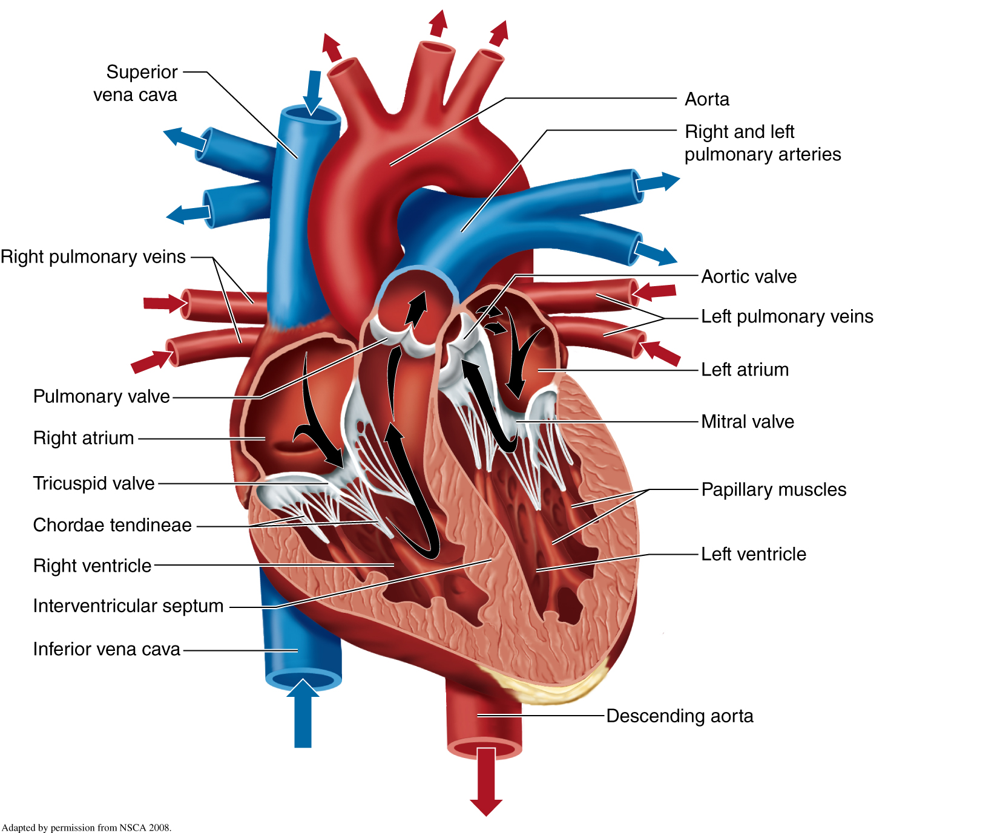 Superior
vena cava
Aorta
Right and left
pulmonary arteries
Right pulmonary veins
Aortic valve
Left pulmonary veins
Left atrium
Pulmonary valve
Mitral valve
Right atrium
Tricuspid valve
Papillary muscles
Chordae tendineae
Left ventricle
Right ventricle
Interventricular septum
Inferior vena cava
Descending aorta
Adapted by permission from NSCA 2008.